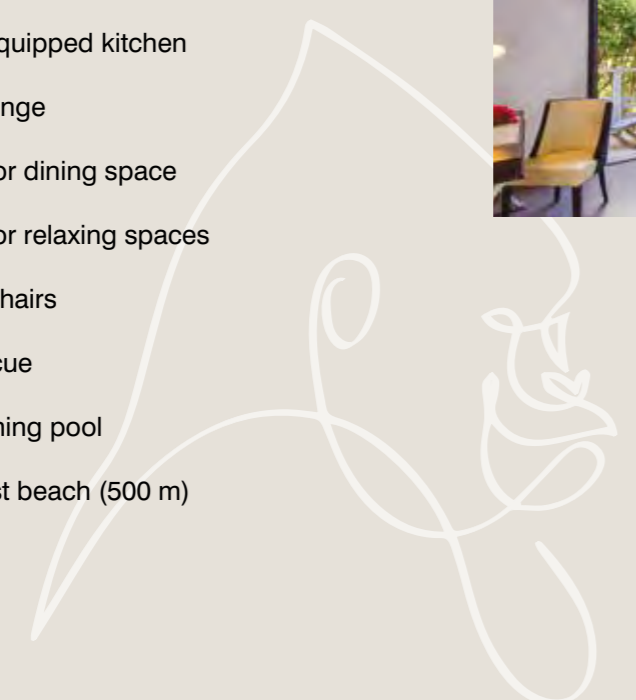 quipped kitchen
nge
or dining space
or relaxing spaces
hairs
cue
ning pool
st beach (500 m)